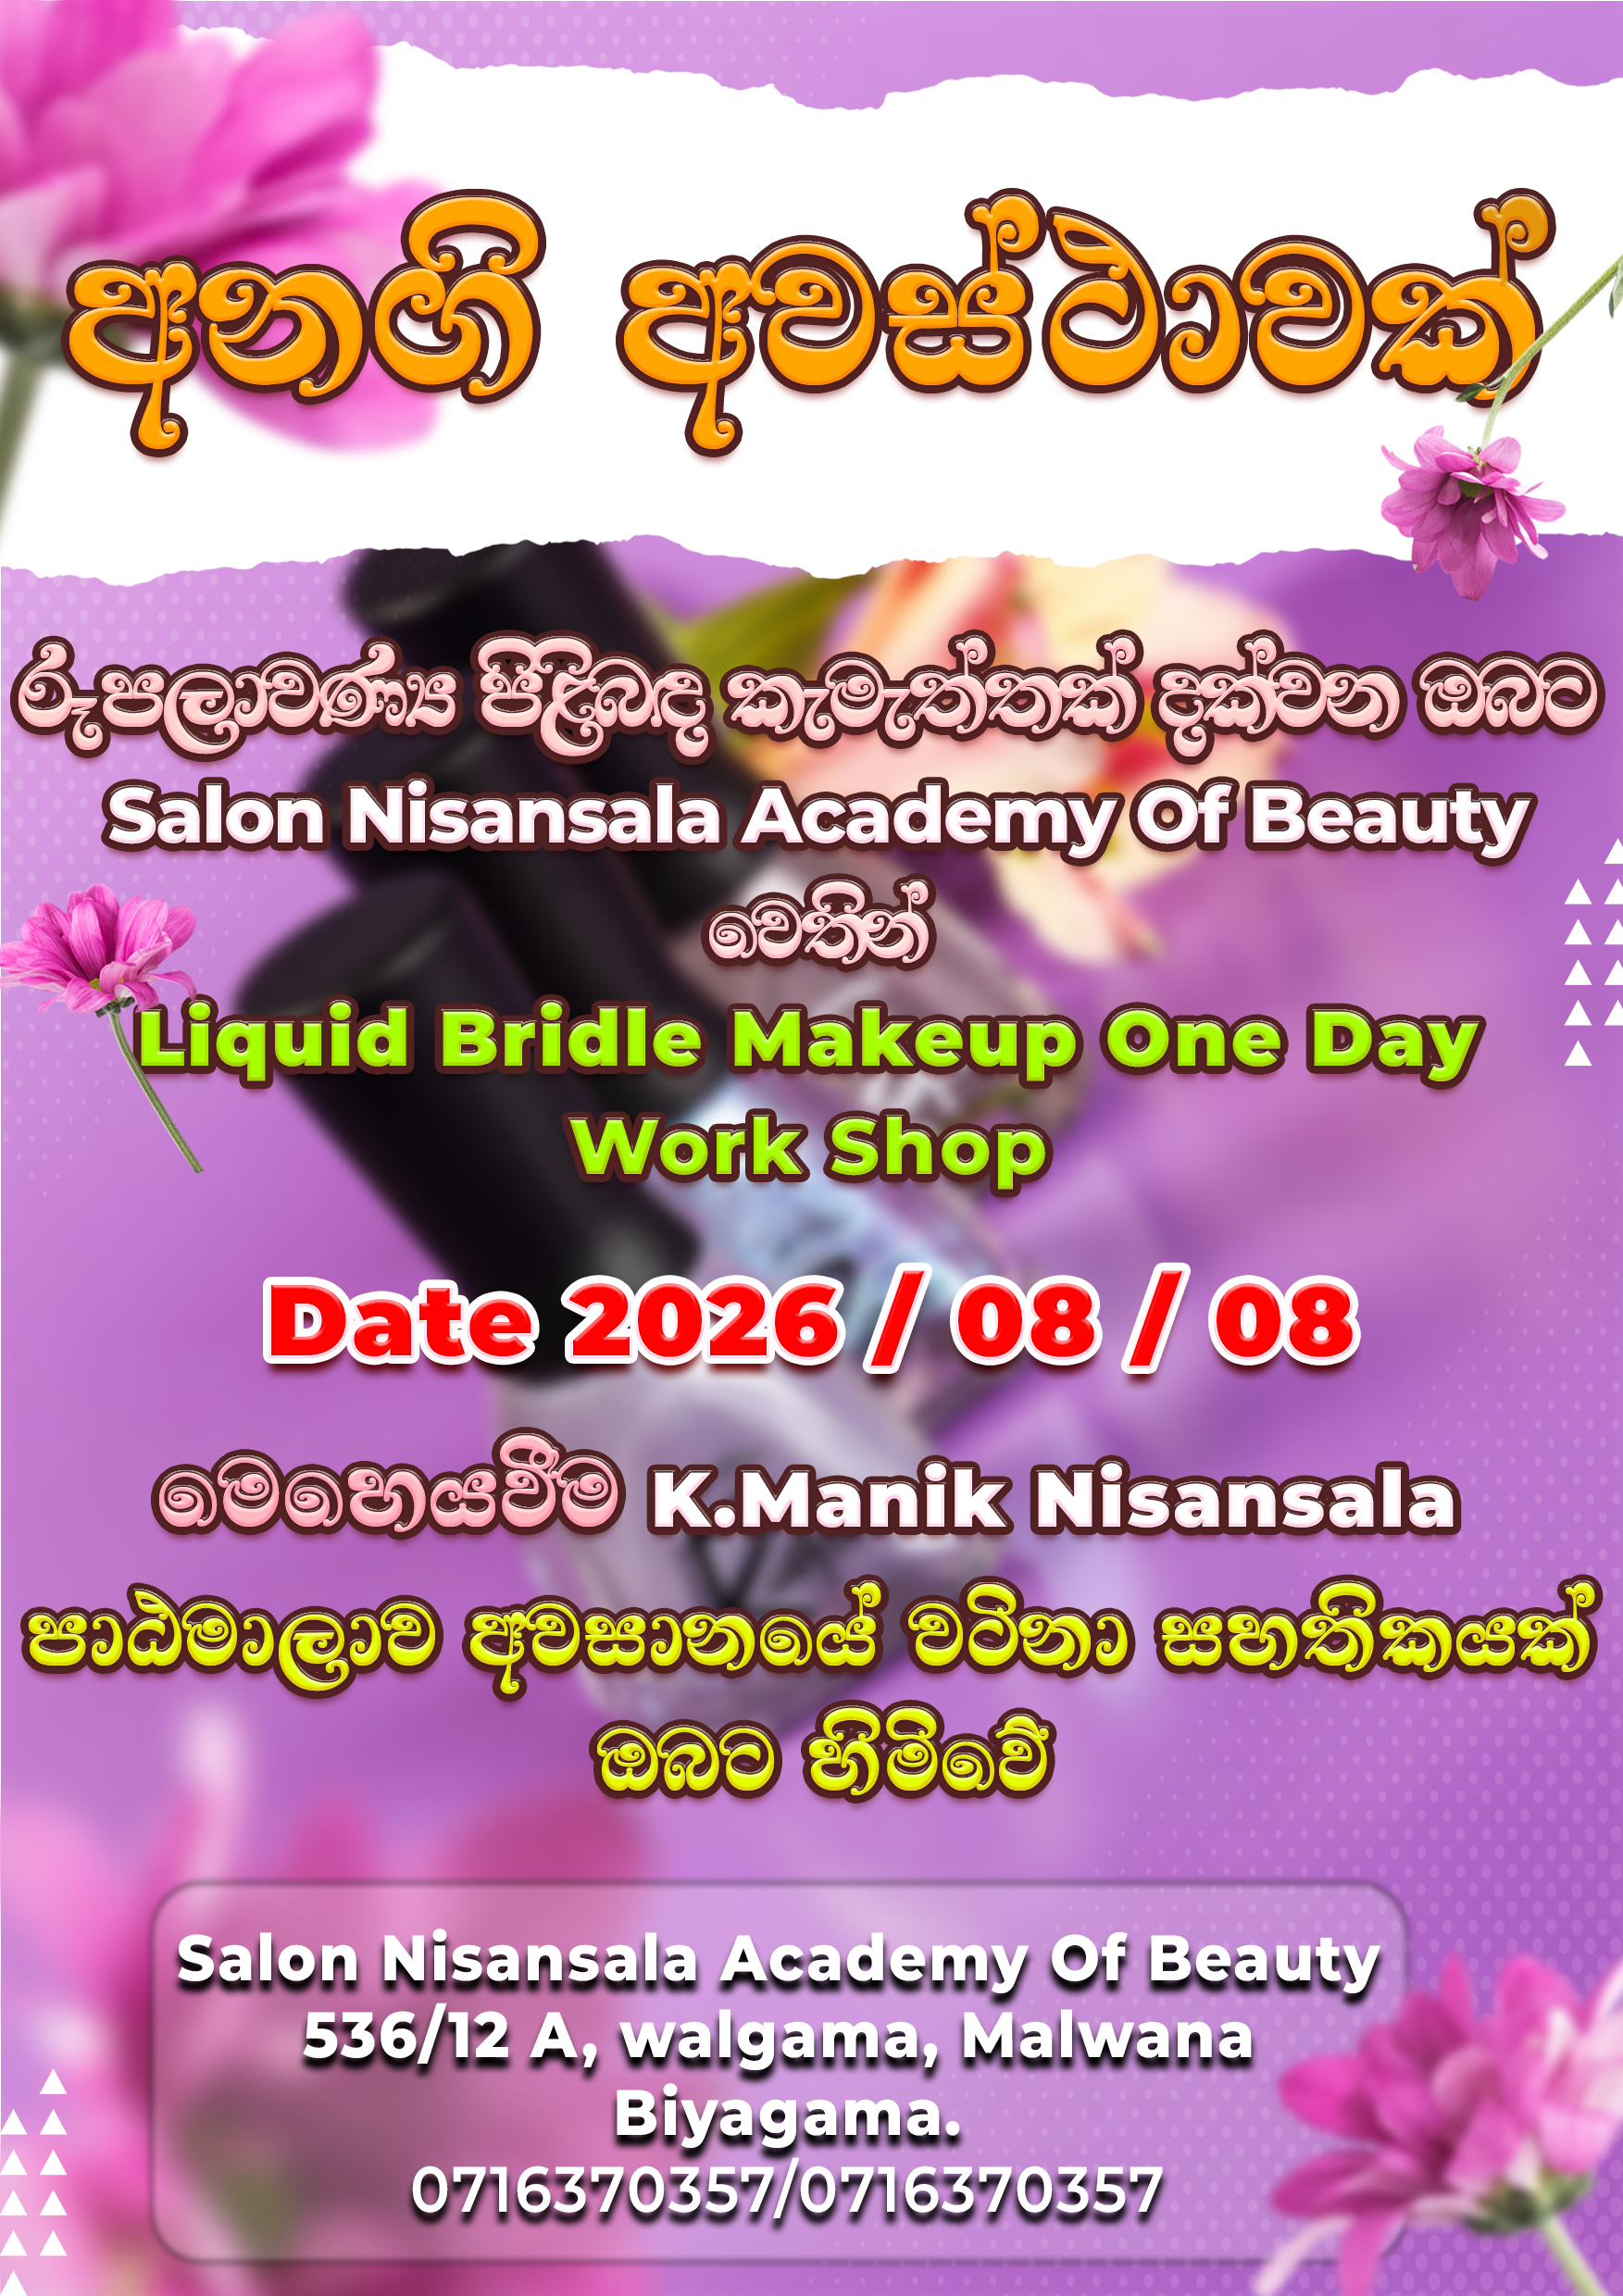 අනගි අවස්ථාවක්
රූපලාවණ්‍ය පිළිබඳ කැමැත්තක් දක්වන ඔබට
Salon Nisansala Academy Of Beauty
වෙතින්
Liquid Bridle Makeup One Day
Work Shop
Date 2026 / 08 / 08
මෙහෙයවීම K.Manik Nisansala
පාඨමාලාව අවසානයේ වටිනා සහතිකයක්
ඔබට හිමිවේ
Salon Nisansala Academy Of Beauty
536/12 A, walgama, Malwana
Biyagama.
0716370357/0716370357